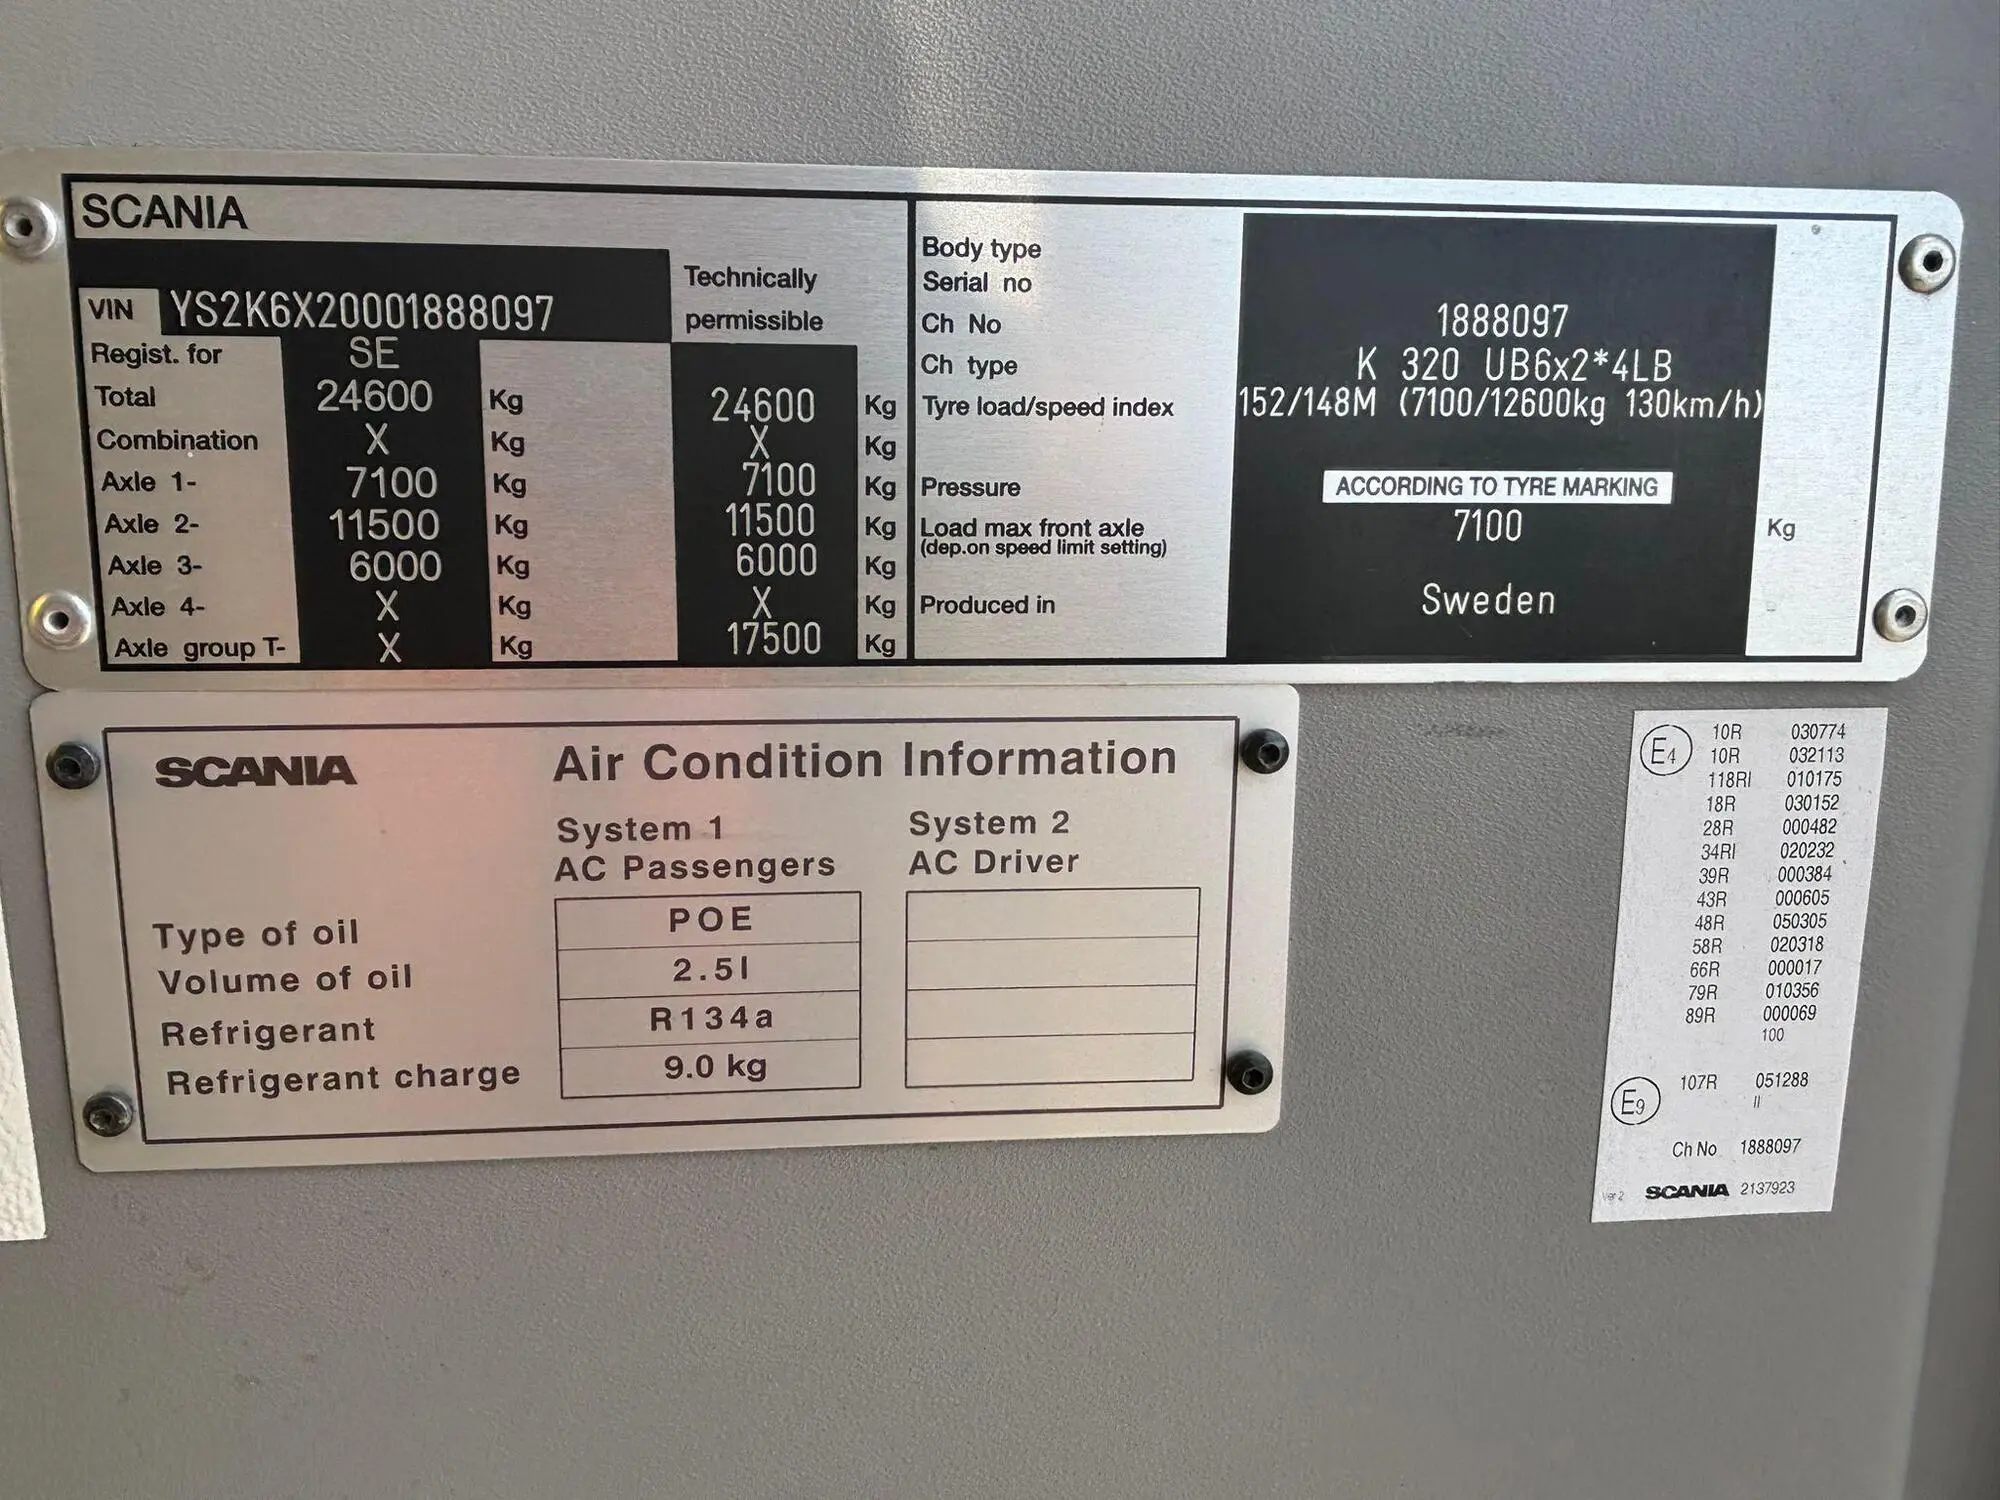 SCANIA
VIN YS2K6X20001888097
Technically
permissible
Regist. for SE
Total 24600 Kg 24600 Kg
Combination X Kg X Kg
Axle 1- 7100 Kg 7100 Kg
Axle 2- 11500 Kg 11500 Kg
Axle 3- 6000 Kg 6000 Kg
Axle 4- X Kg X Kg
Axle group T- X Kg 17500 Kg
Body type
Serial no
Ch No 1888097
Ch type K 320 UB6x2*4LB
Tyre load/speed index 152/148M (7100/12600kg 130km/h)
Pressure ACCORDING TO TYRE MARKING
Load max front axle 7100 Kg
(dep.on speed limit setting)
Produced in Sweden
SCANIA Air Condition Information
System 1 System 2
AC Passengers AC Driver
Type of oil POE
Volume of oil 2.5l
Refrigerant R134a
Refrigerant charge 9.0 kg
E4 10R 030774
10R 032113
118RI 010175
18R 030152
28R 000482
34RI 020232
39R 000384
43R 000605
48R 050305
58R 020318
66R 000017
79R 010356
89R 000069
100
E9 107R 051288
II
Ch No 1888097
Ver 2 SCANIA 2137923